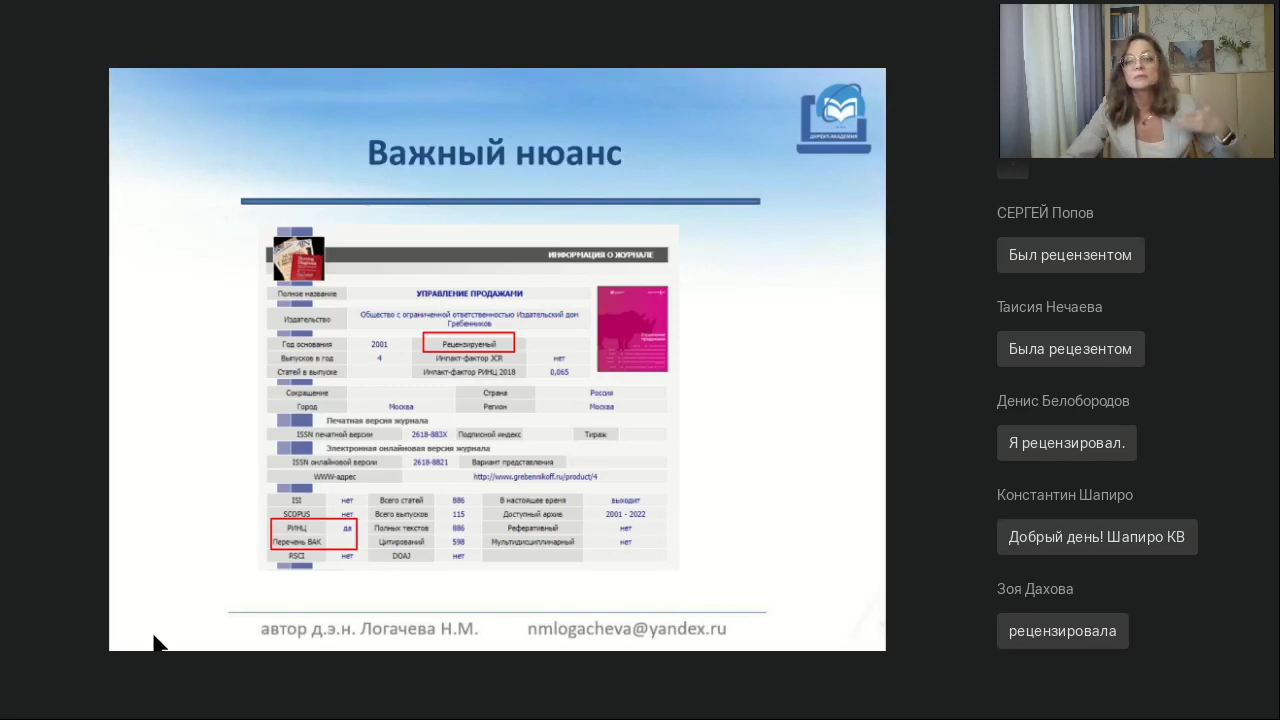 ДИРЕКТ-АКАДЕМИЯ
Важный нюанс
ИНФОРМАЦИЯ О ЖУРНАЛЕ
Полное название УПРАВЛЕНИЕ ПРОДАЖАМИ
Издательство Общество с ограниченной ответственностью Издательский дом
Гребенников
Год основания 2001 Рецензируемый
Выпусков в год 4 Импакт-фактор JCR нет
Статей в выпуске Импакт-фактор РИНЦ 2018 0,065
Сокращение Страна Россия
Город Москва Регион Москва
Печатная версия журнала
ISSN печатной версии 2618-883X Подписной индекс Тираж
Электронная онлайновая версия журнала
ISSN онлайновой версии 2618-8821 Вариант представления
WWW-адрес http://www.grebennikoff.ru/product/4
ISI нет Всего статей 886 В настоящее время выходит
SCOPUS нет Всего выпусков 115 Доступный архив 2001 - 2022
РИНЦ да Полных текстов 886 Реферативный нет
Перечень ВАК Цитирований 598 Мультидисциплинарный нет
RSCI нет DOAJ нет
автор д.э.н. Логачева Н.М. nmlogacheva@yandex.ru
СЕРГЕЙ Попов
Был рецензентом
Таисия Нечаева
Была рецезентом
Денис Белобородов
Я рецензировал.
Константин Шапиро
Добрый день! Шапиро КВ
Зоя Дахова
рецензировала